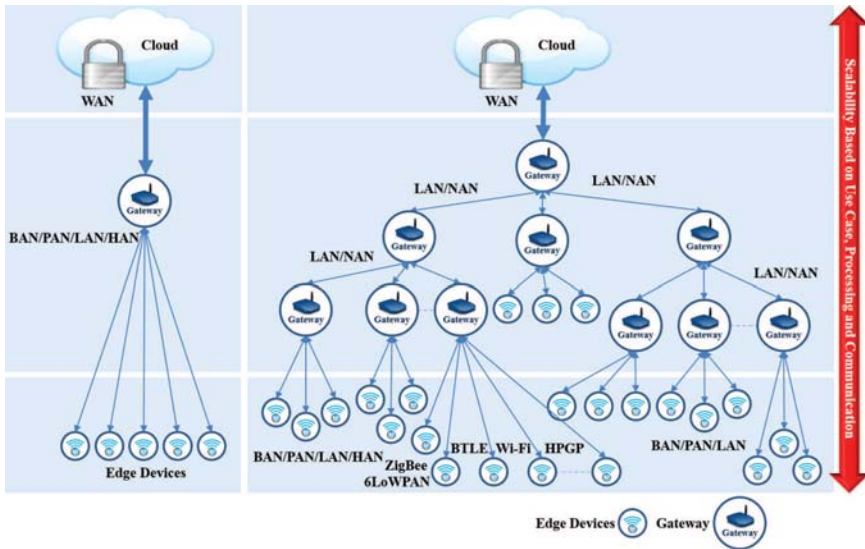 Cloud
WAN
Gateway
BAN/PAN/LAN/HAN
Edge Devices
Cloud
WAN
Gateway
LAN/NAN
LAN/NAN
Gateway
Gateway
Gateway
LAN/NAN
LAN/NAN
Gateway
Gateway
Gateway
Gateway
Gateway
Gateway
BAN/PAN/LAN/HAN
ZigBee
6LoWPAN
BTLE
Wi-Fi
HPGP
BAN/PAN/LAN
Scalability Based on Use Case, Processing and Communication
Edge Devices
Gateway
Gateway